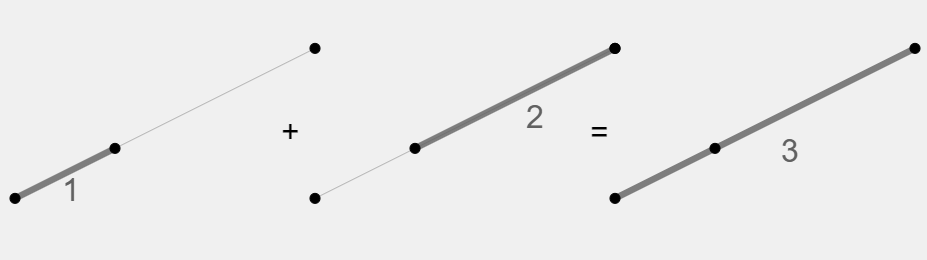 1 + 2 = 3